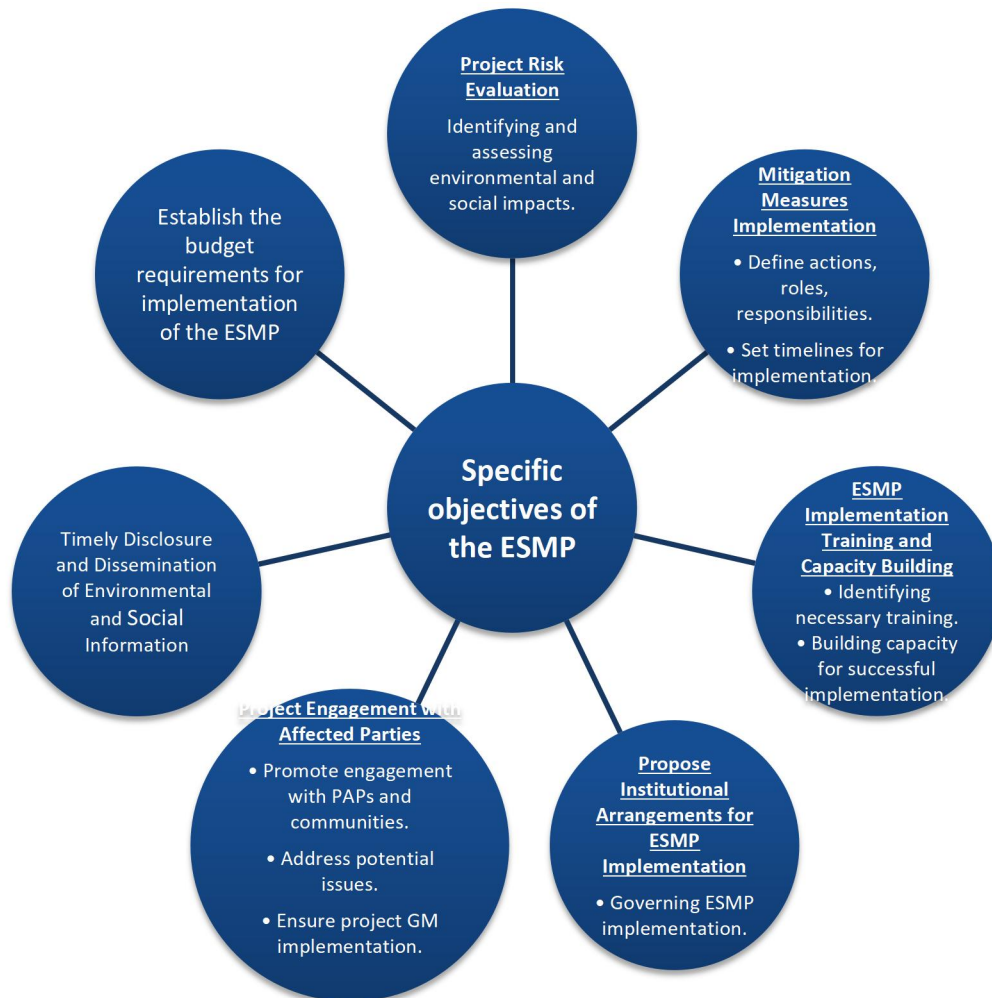 Project Risk
Evaluation
Identifying and
assessing
environmental and
social impacts.
Mitigation
Measures
Implementation
• Define actions,
roles,
responsibilities.
• Set timelines for
implementation.
ESMP
Implementation
Training and
Capacity Building
• Identifying
necessary training.
• Building capacity
for successful
implementation.
Propose
Institutional
Arrangements for
ESMP
Implementation
• Governing ESMP
implementation.
Project Engagement with
Affected Parties
• Promote engagement
with PAPs and
communities.
• Address potential
issues.
• Ensure project GM
implementation.
Timely Disclosure
and Dissemination
of Environmental
and Social
Information
Establish the
budget
requirements for
implementation
of the ESMP
Specific
objectives of
the ESMP